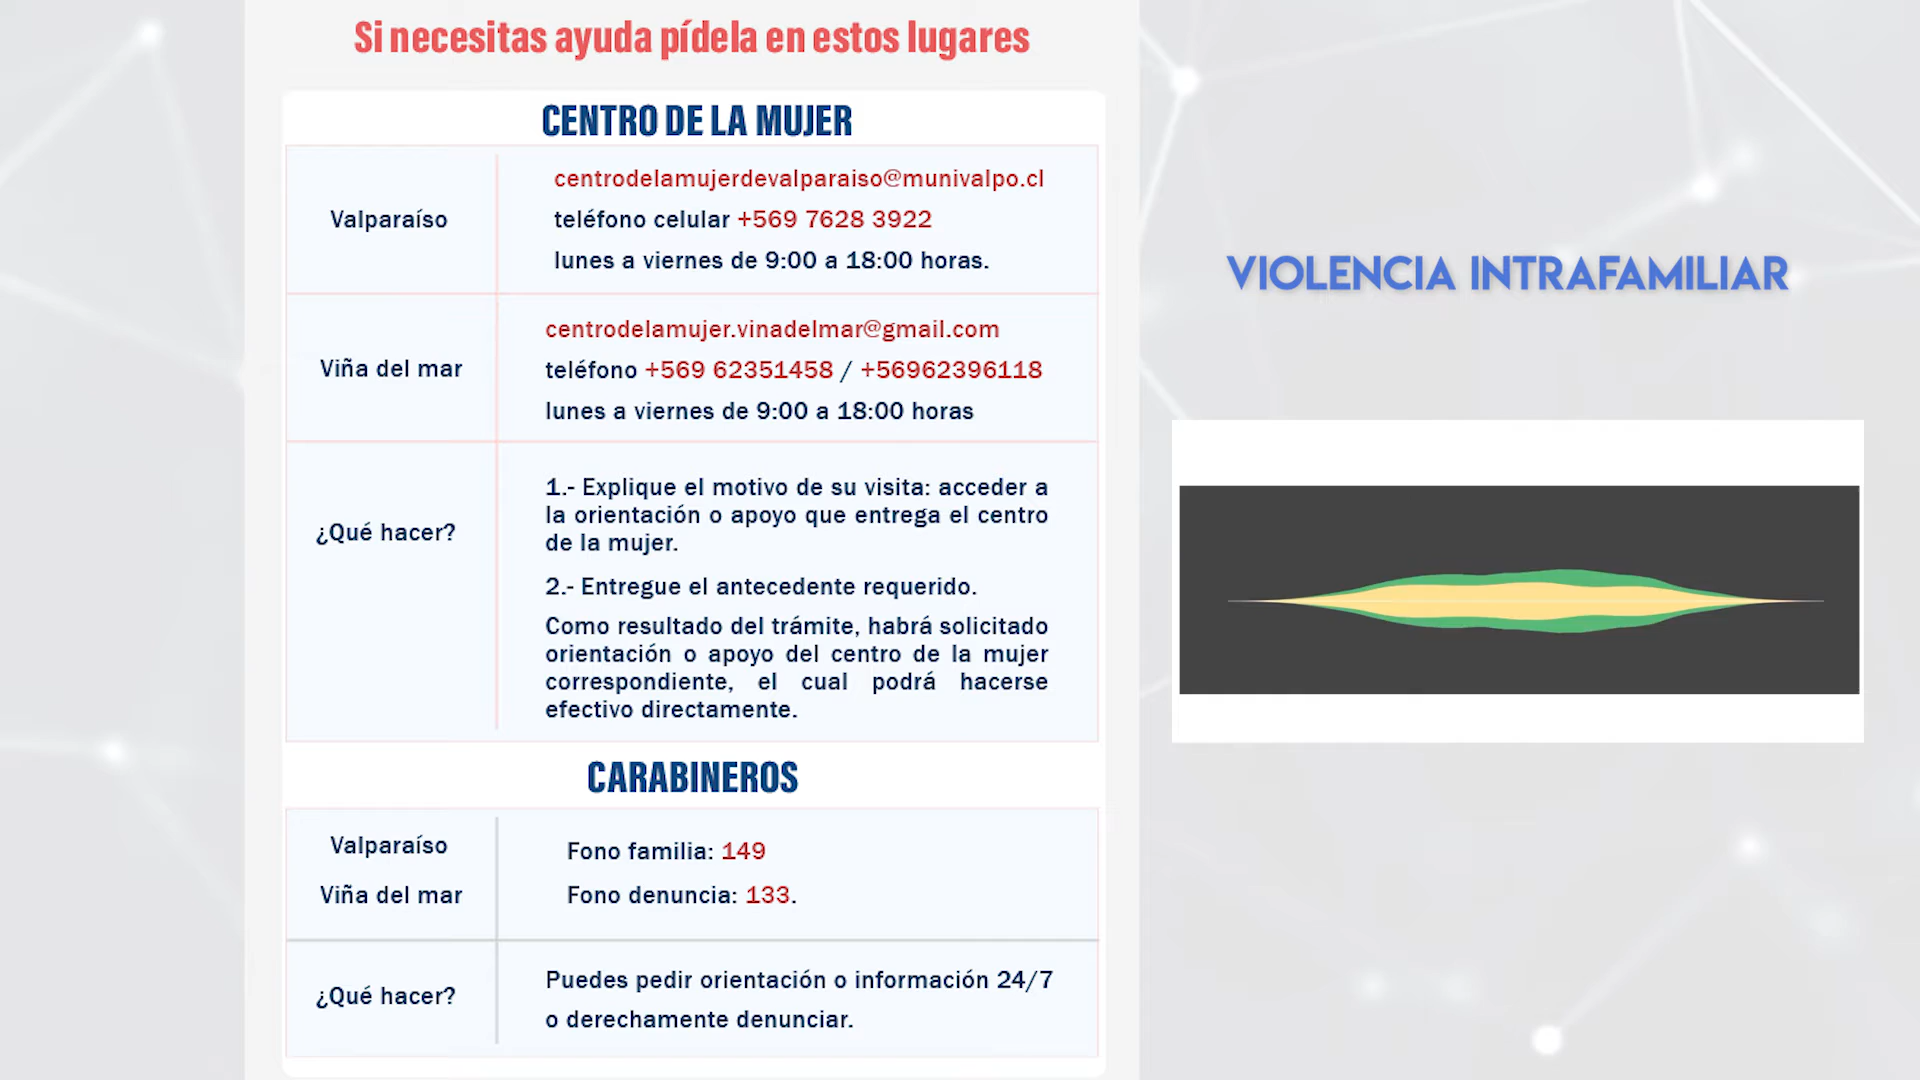 Si necesitas ayuda pídela en estos lugares
CENTRO DE LA MUJER
Valparaíso
centrodelamujerdevalparaiso@munivalpo.cl
teléfono celular +569 7628 3922
lunes a viernes de 9:00 a 18:00 horas.
Viña del mar
centrodelamujer.vinadelmar@gmail.com
teléfono +569 62351458 / +56962396118
lunes a viernes de 9:00 a 18:00 horas
¿Qué hacer?
1.- Explique el motivo de su visita: acceder a
la orientación o apoyo que entrega el centro
de la mujer.
2.- Entregue el antecedente requerido.
Como resultado del trámite, habrá solicitado
orientación o apoyo del centro de la mujer
correspondiente, el cual podrá hacerse
efectivo directamente.
CARABINEROS
Valparaíso
Viña del mar
Fono familia: 149
Fono denuncia: 133.
¿Qué hacer?
Puedes pedir orientación o información 24/7
o derechamente denunciar.
VIOLENCIA INTRAFAMILIAR